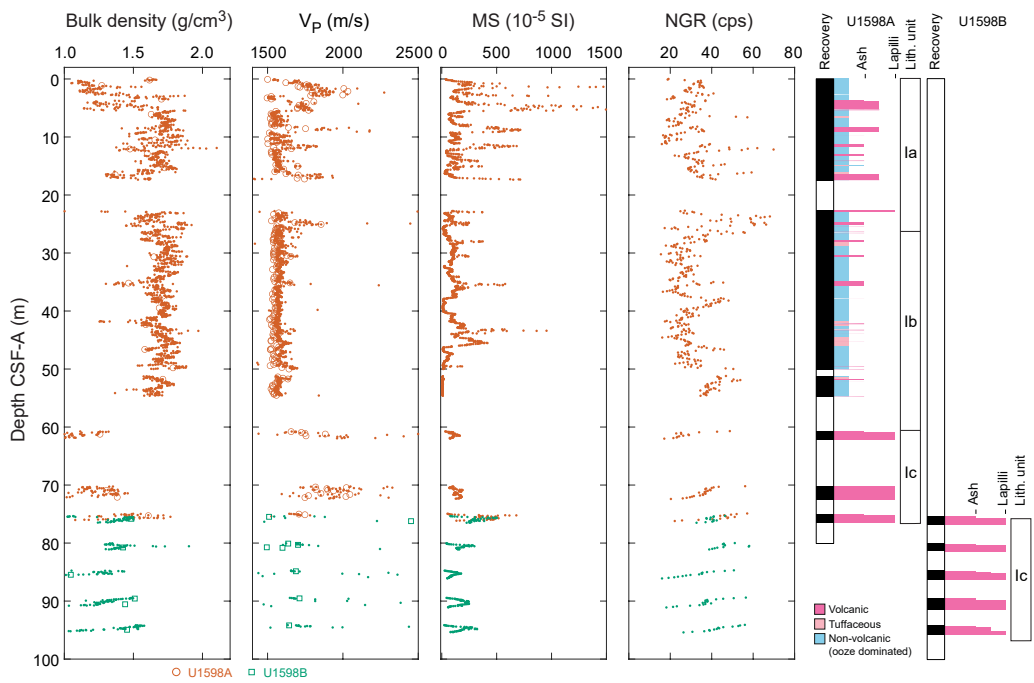 Bulk density (g/cm³)
V_P (m/s)
MS (10⁻⁵ SI)
NGR (cps)
U1598A
U1598B
Recovery
Ash
Lapilli
Lith. unit
Recovery
1.0 1.5 2.0
1500 2000 2500
0 500 1000 1500
0 20 40 60 80
Depth CSF-A (m)
0
10
20
30
40
50
60
70
80
90
100
Ia
Ib
Ic
Ash
Lapilli
Lith. unit
Ic
Volcanic
Tuffaceous
Non-volcanic
(ooze dominated)
U1598A
U1598B